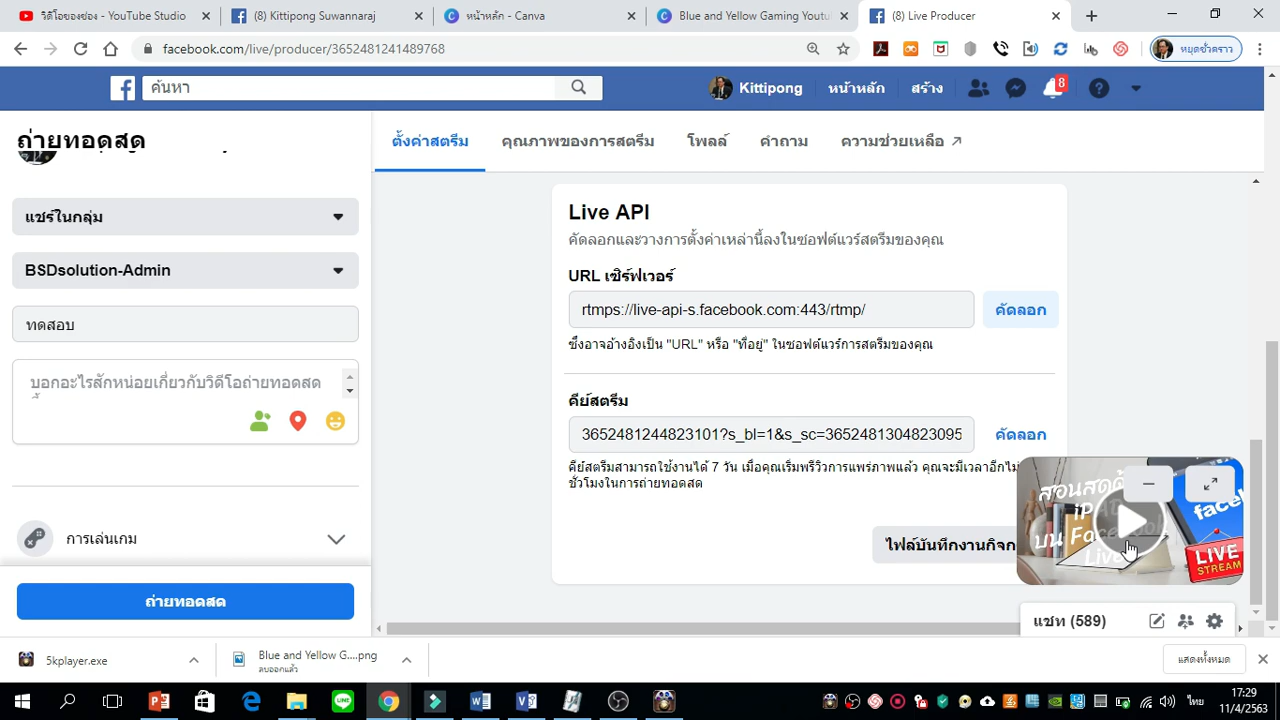 วิดีโอของช่อง - YouTube Stu
(8) Kittipong Suwannaraj
หน้าหลัก - Canva
Blue and Yellow Gaming Youtu
(8) Live Producer
facebook.com/live/producer/3652481241489768
หยุดชั่วคราว
ค้นหา
Kittipong
หน้าหลัก
สร้าง
8
ถ่ายทอดสด
ตั้งค่าสตรีม
คุณภาพของการสตรีม
โพลล์
คำถาม
ความช่วยเหลือ
แชร์ในกลุ่ม
BSDsolution-Admin
ทดสอบ
บอกอะไรสักหน่อยเกี่ยวกับวิดีโอถ่ายทอดสด
การเล่นเกม
ถ่ายทอดสด
Live API
คัดลอกและวางการตั้งค่าเหล่านี้ลงในซอฟต์แวร์สตรีมของคุณ
URL เซิร์ฟเวอร์
rtmps://live-api-s.facebook.com:443/rtmp/
คัดลอก
ซึ่งอาจอ้างอิงเป็น "URL" หรือ "ที่อยู่" ในซอฟต์แวร์การสตรีมของคุณ
คีย์สตรีม
3652481244823101?s_bl=1&s_sc=3652481304823095
คัดลอก
คีย์สตรีมสามารถใช้งานได้ 7 วัน เมื่อคุณเริ่มพรีวิวการแพร่ภาพแล้ว คุณจะมีเวลาอีกไม่
ชั่วโมงในการถ่ายทอดสด
ไฟล์บันทึกงานกิจก
สอนสด
iP
บน Fa
Live
face
LIVE
STREAM
แชท (589)
5kplayer.exe
Blue and Yellow G....png
ลบออกแล้ว
แสดงทั้งหมด
ไทย
17:29
11/4/2563